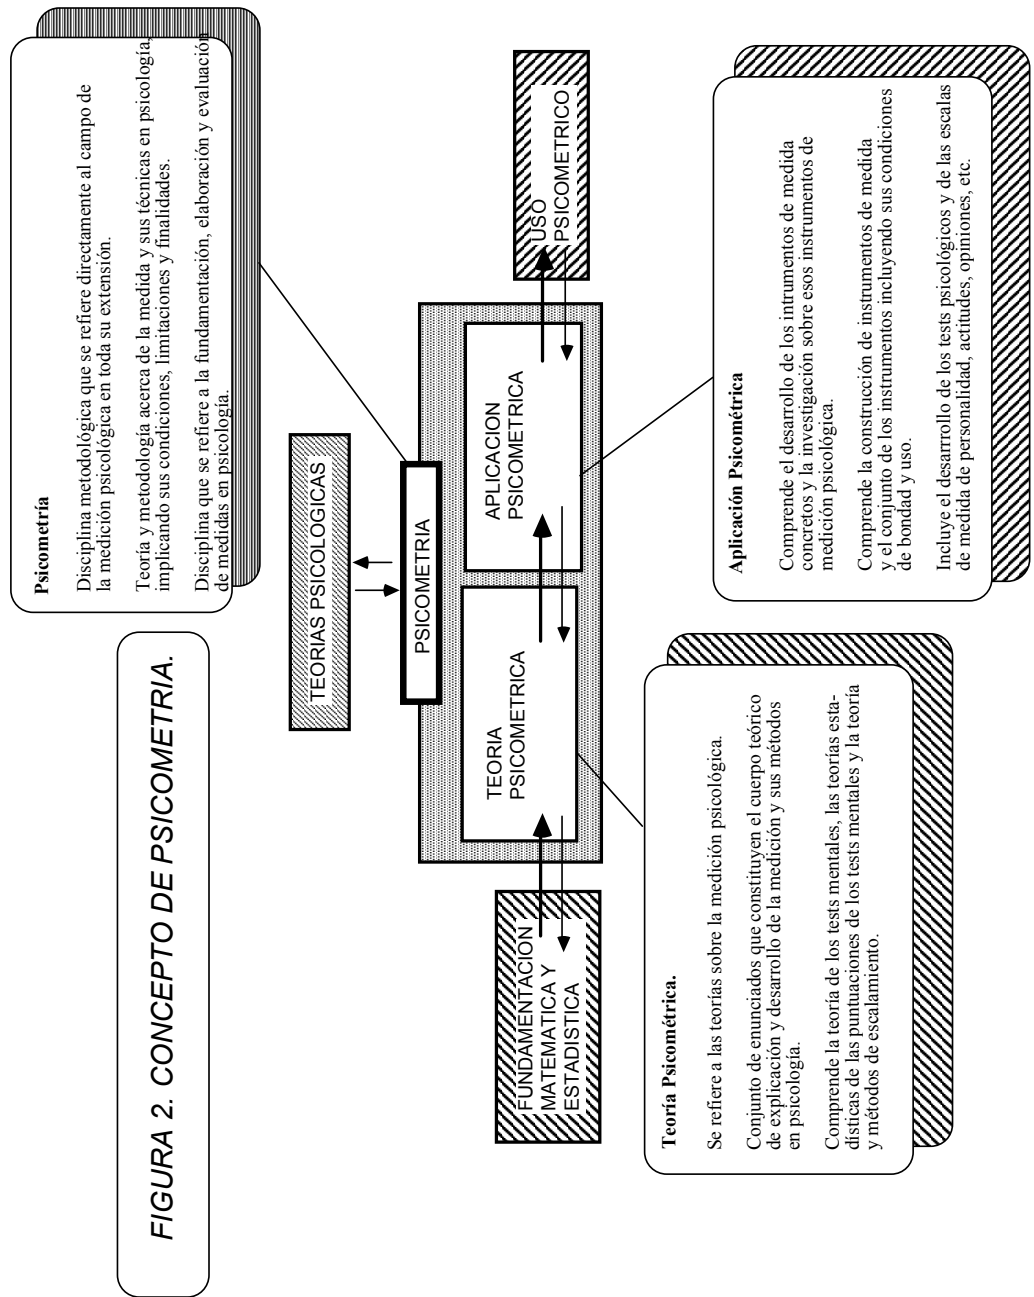 FIGURA 2. CONCEPTO DE PSICOMETRIA.
Psicometría
Disciplina metodológica que se refiere directamente al campo de
la medición psicológica en toda su extensión.
Teoría y metodología acerca de la medida y sus técnicas en psicología,
implicando sus condiciones, limitaciones y finalidades.
Disciplina que se refiere a la fundamentación, elaboración y evaluación
de medidas en psicología.
TEORIAS PSICOLOGICAS
PSICOMETRIA
FUNDAMENTACION
MATEMATICA Y
ESTADISTICA
TEORIA
PSICOMETRICA
APLICACION
PSICOMETRICA
USO
PSICOMETRICO
Teoría Psicométrica.
Se refiere a las teorías sobre la medición psicológica.
Conjunto de enunciados que constituyen el cuerpo teórico
de explicación y desarrollo de la medición y sus métodos
en psicología.
Comprende la teoría de los tests mentales, las teorías esta-
dísticas de las puntuaciones de los tests mentales y la teoría
y métodos de escalamiento.
Aplicación Psicométrica
Comprende el desarrollo de los intrumentos de medida
concretos y la investigación sobre esos instrumentos de
medición psicológica.
Comprende la construcción de instrumentos de medida
y el conjunto de los instrumentos incluyendo sus condiciones
de bondad y uso.
Incluye el desarrollo de los tests psicológicos y de las escalas
de medida de personalidad, actitudes, opiniones, etc.